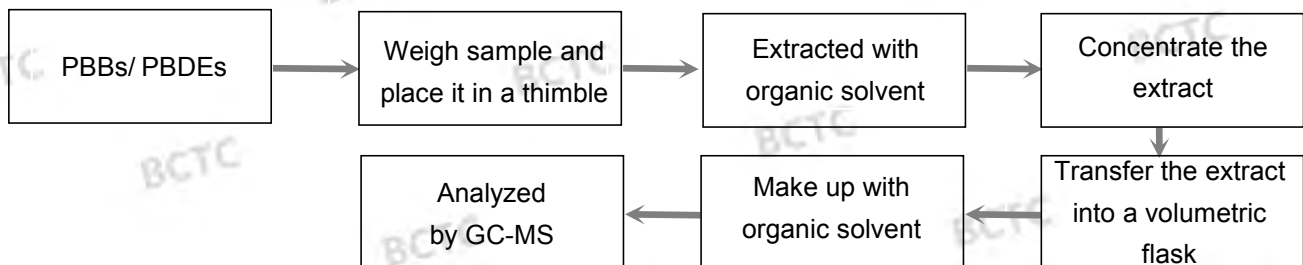 PBBs/ PBDEs
Weigh sample and
place it in a thimble
Extracted with
organic solvent
Concentrate the
extract
Transfer the extract
into a volumetric
flask
Make up with
organic solvent
Analyzed
by GC-MS
BCTC
BCTC
BCTC
BCTC
BCTC
BCTC
TC